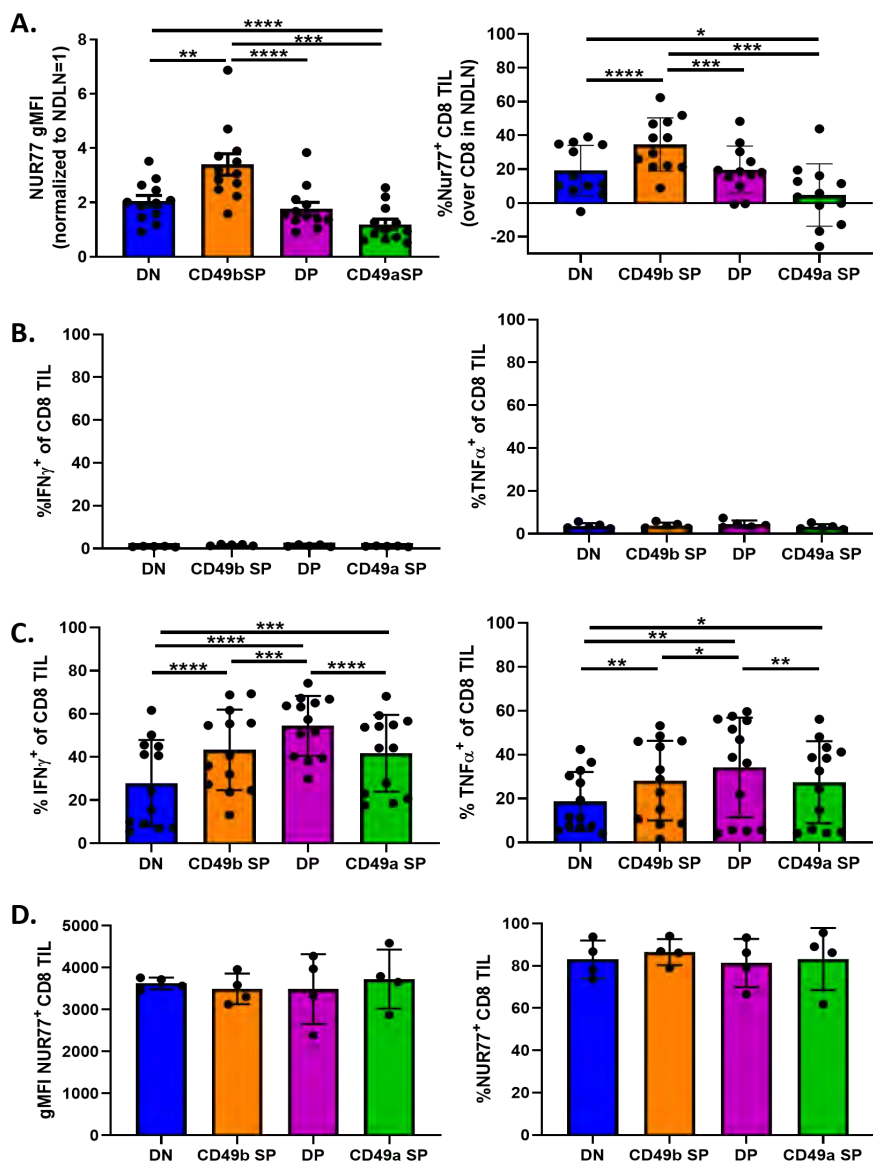 A.
NUR77 gMFI
(normalized to NDLN=1)
8
6
4
2
0
****
***
** ****
DN CD49bSP DP CD49aSP
%Nur77+ CD8 TIL
(over CD8 in NDLN)
100
80
60
40
20
0
-20
*
***
**** ***
DN CD49b SP DP CD49a SP
B.
%IFNγ+ of CD8 TIL
100
80
60
40
20
0
DN CD49b SP DP CD49a SP
%TNFα+ of CD8 TIL
100
80
60
40
20
0
DN CD49b SP DP CD49a SP
C.
% IFNγ+ of CD8 TIL
100
80
60
40
20
0
***
****
**** *** ****
DN CD49b SP DP CD49a SP
% TNFα+ of CD8 TIL
100
80
60
40
20
0
*
**
** * **
DN CD49b SP DP CD49a SP
D.
gMFI NUR77+ CD8 TIL
5000
4000
3000
2000
1000
0
DN CD49b SP DP CD49a SP
%NUR77+ CD8 TIL
100
80
60
40
20
0
DN CD49b SP DP CD49a SP